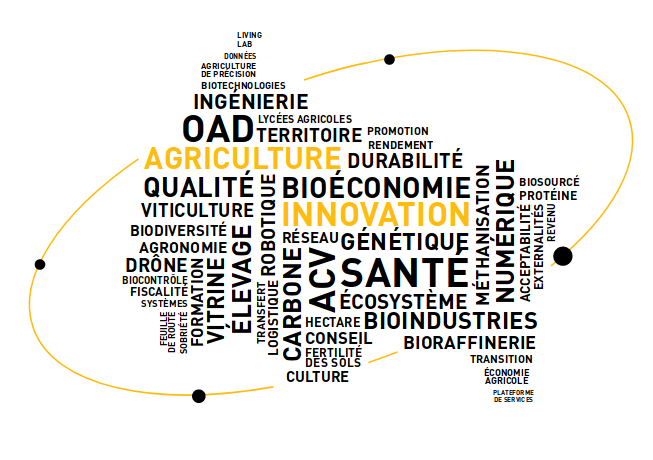 LIVING
LAB
DONNÉES
AGRICULTURE
DE PRÉCISION
BIOTECHNOLOGIES
INGÉNIERIE
OAD
LYCÉES AGRICOLES
TERRITOIRE
PROMOTION
RENDEMENT
AGRICULTURE
DURABILITÉ
QUALITÉ
BIOÉCONOMIE
VITICULTURE
INNOVATION
BIODIVERSITÉ
RÉSEAU
GÉNÉTIQUE
AGRONOMIE
DRÔNE
SANTÉ
BIOCONTRÔLE
FISCALITÉ
SYSTÈMES
ÉCOSYSTÈME
FEUILLE
DE ROUTE
SOBRIÉTÉ
FORMATION
VITRINE
ÉLEVAGE
TRANSFERT
LOGISTIQUE
ROBOTIQUE
CARBONE
ACV
MÉTHANISATION
NUMÉRIQUE
BIOSOURCÉ
PROTÉINE
ACCEPTABILITÉ
EXTERNALITÉS
REVENU
HECTARE
BIOINDUSTRIES
CONSEIL
BIORAFFINERIE
FERTILITÉ
DES SOLS
TRANSITION
CULTURE
ÉCONOMIE
AGRICOLE
PLATEFORME
DE SERVICES